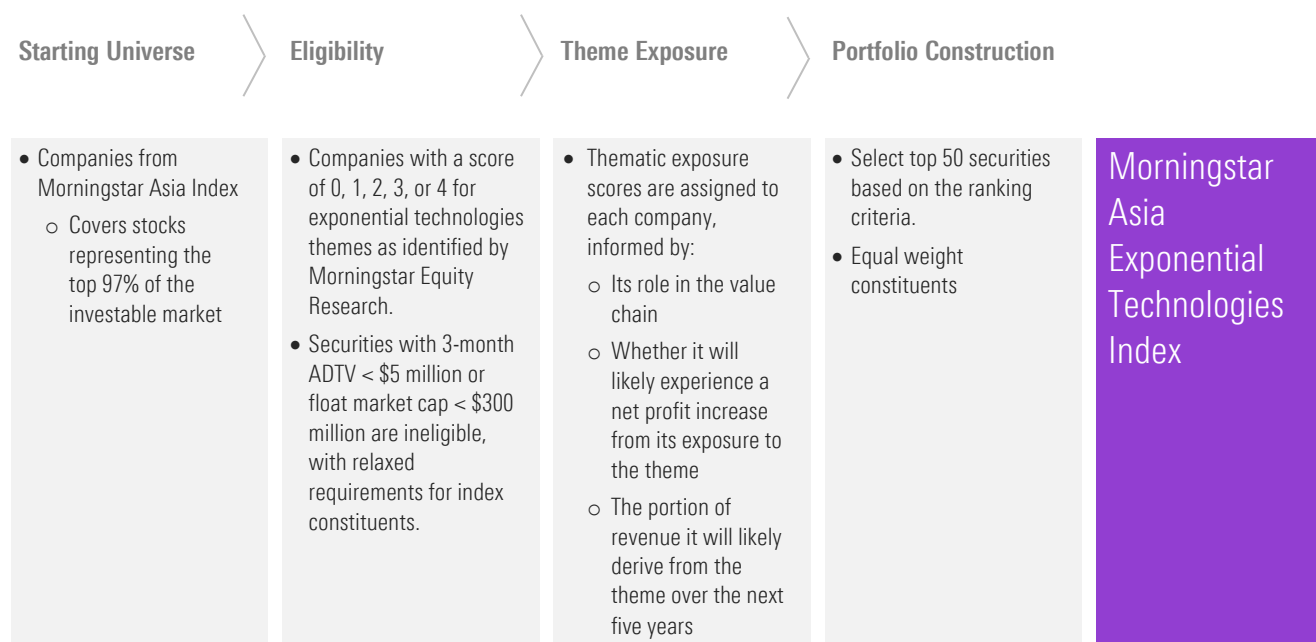 Starting Universe
Eligibility
Theme Exposure
Portfolio Construction
• Companies from
Morningstar Asia Index
o Covers stocks
representing the
top 97% of the
investable market
• Companies with a score
of 0, 1, 2, 3, or 4 for
exponential technologies
themes as identified by
Morningstar Equity
Research.
• Securities with 3-month
ADTV < $5 million or
float market cap < $300
million are ineligible,
with relaxed
requirements for index
constituents.
• Thematic exposure
scores are assigned to
each company,
informed by:
o Its role in the value
chain
o Whether it will
likely experience a
net profit increase
from its exposure to
the theme
o The portion of
revenue it will likely
derive from the
theme over the next
five years
• Select top 50 securities
based on the ranking
criteria.
• Equal weight
constituents
Morningstar
Asia
Exponential
Technologies
Index